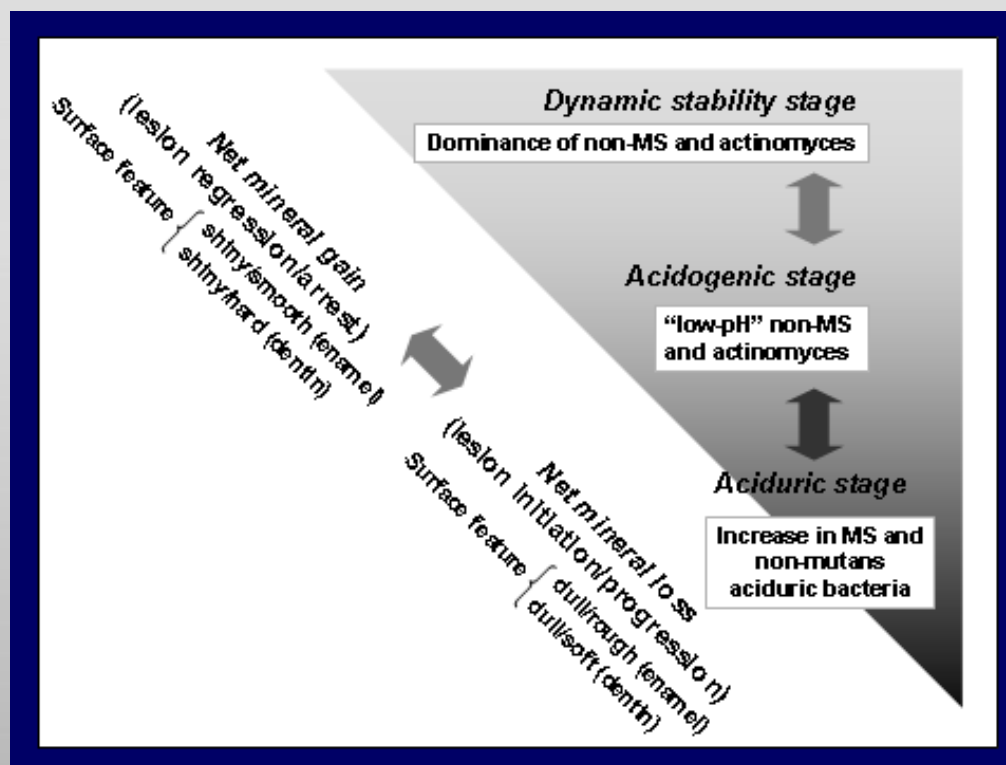 Dynamic stability stage
Dominance of non-MS and actinomyces
Acidogenic stage
“low-pH” non-MS
and actinomyces
Aciduric stage
Increase in MS and
non-mutans
aciduric bacteria
Net mineral gain
(lesion regression/arrest)
Surface feature
shiny/smooth (enamel)
shiny/hard (dentin)
Net mineral loss
(lesion initiation/progression)
Surface feature
dull/rough (enamel)
dull/soft (dentin)